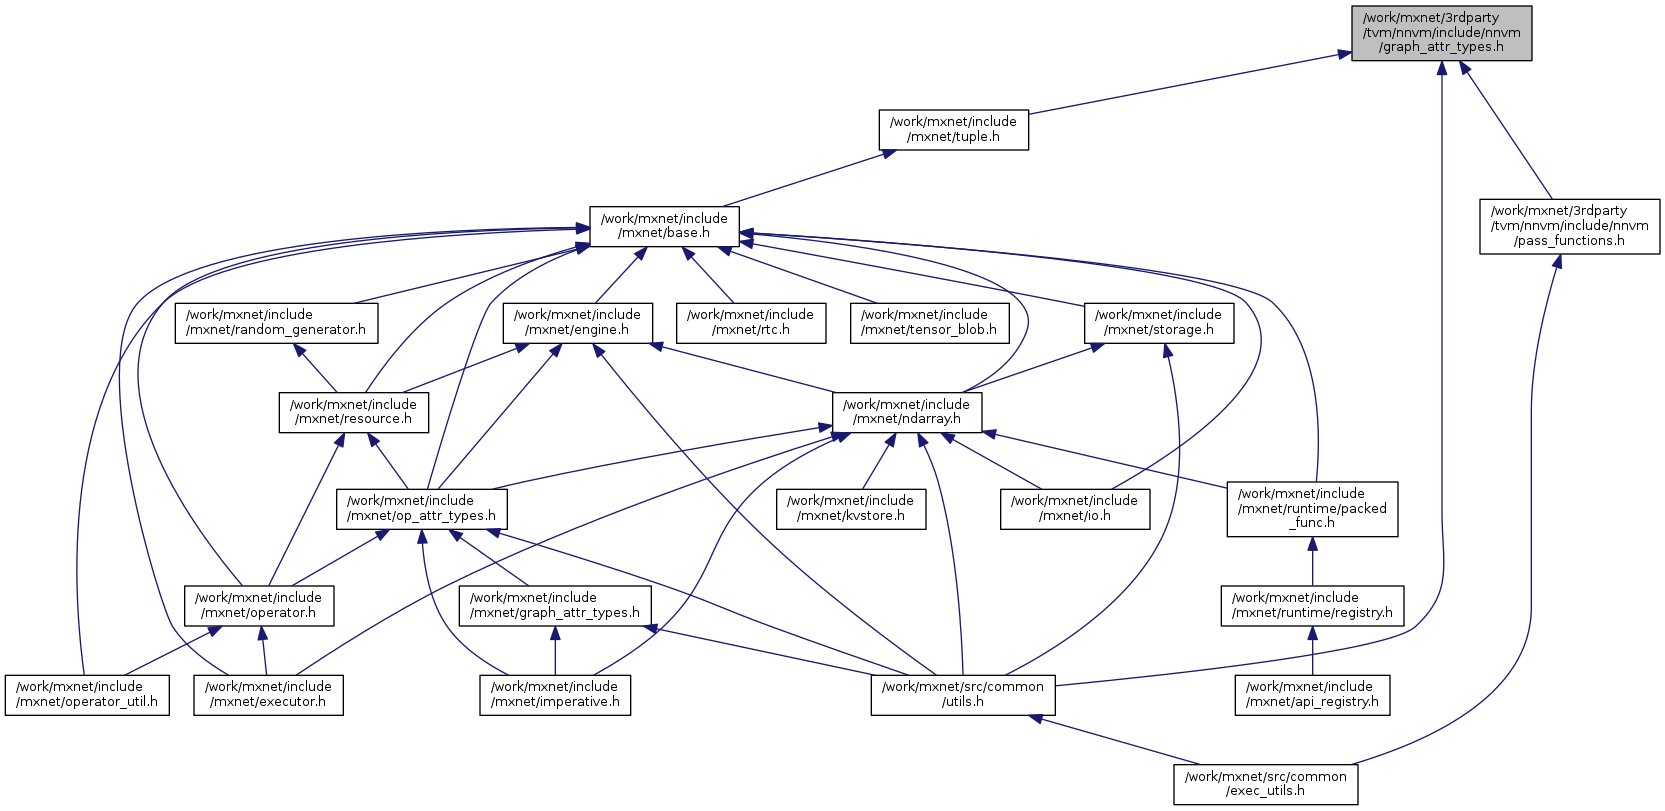 /work/mxnet/3rdparty
/tvm/nnvm/include/nnvm
/graph_attr_types.h
/work/mxnet/include
/mxnet/tuple.h
/work/mxnet/3rdparty
/tvm/nnvm/include/nnvm
/pass_functions.h
/work/mxnet/include
/mxnet/base.h
/work/mxnet/include
/mxnet/random_generator.h
/work/mxnet/include
/mxnet/engine.h
/work/mxnet/include
/mxnet/rtc.h
/work/mxnet/include
/mxnet/tensor_blob.h
/work/mxnet/include
/mxnet/storage.h
/work/mxnet/include
/mxnet/resource.h
/work/mxnet/include
/mxnet/ndarray.h
/work/mxnet/include
/mxnet/op_attr_types.h
/work/mxnet/include
/mxnet/kvstore.h
/work/mxnet/include
/mxnet/io.h
/work/mxnet/include
/mxnet/runtime/packed
_func.h
/work/mxnet/include
/mxnet/operator.h
/work/mxnet/include
/mxnet/graph_attr_types.h
/work/mxnet/include
/mxnet/runtime/registry.h
/work/mxnet/include
/mxnet/operator_util.h
/work/mxnet/include
/mxnet/executor.h
/work/mxnet/include
/mxnet/imperative.h
/work/mxnet/src/common
/utils.h
/work/mxnet/include
/mxnet/api_registry.h
/work/mxnet/src/common
/exec_utils.h